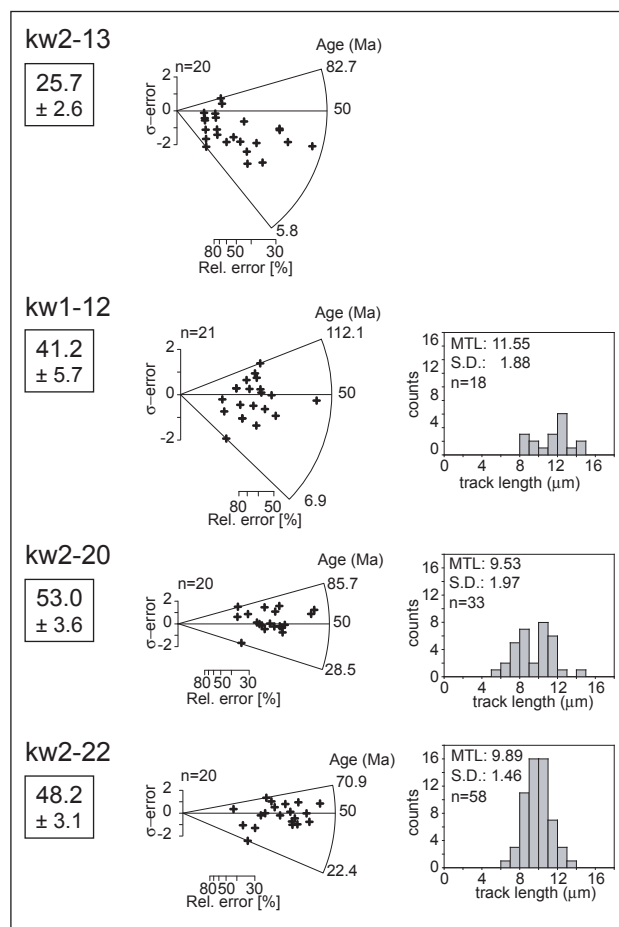 kw2-13
25.7
± 2.6
n=20
Age (Ma)
82.7
50
5.8
2
0
-2
σ–error
80 50 30
Rel. error [%]
kw1-12
41.2
± 5.7
n=21
Age (Ma)
112.1
50
6.9
2
0
-2
σ–error
80 50
Rel. error [%]
MTL: 11.55
S.D.: 1.88
n=18
16
12
8
4
0
counts
0 4 8 12 16
track length (μm)
kw2-20
53.0
± 3.6
n=20
Age (Ma)
85.7
50
28.5
2
0
-2
σ–error
80 50 30
Rel. error [%]
MTL: 9.53
S.D.: 1.97
n=33
16
12
8
4
0
counts
0 4 8 12 16
track length (μm)
kw2-22
48.2
± 3.1
n=20
Age (Ma)
70.9
50
22.4
2
0
-2
σ–error
80 50 30
Rel. error [%]
MTL: 9.89
S.D.: 1.46
n=58
16
12
8
4
0
counts
0 4 8 12 16
track length (μm)